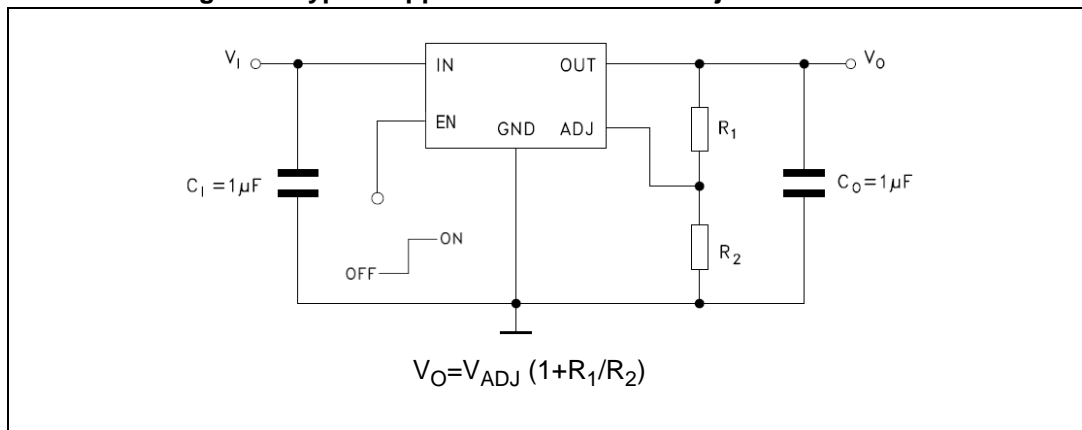 V_I
IN
OUT
V_O
EN
GND
ADJ
R_1
C_I =1μF
C_O=1μF
ON
OFF
R_2
V_O=V_ADJ (1+R_1/R_2)